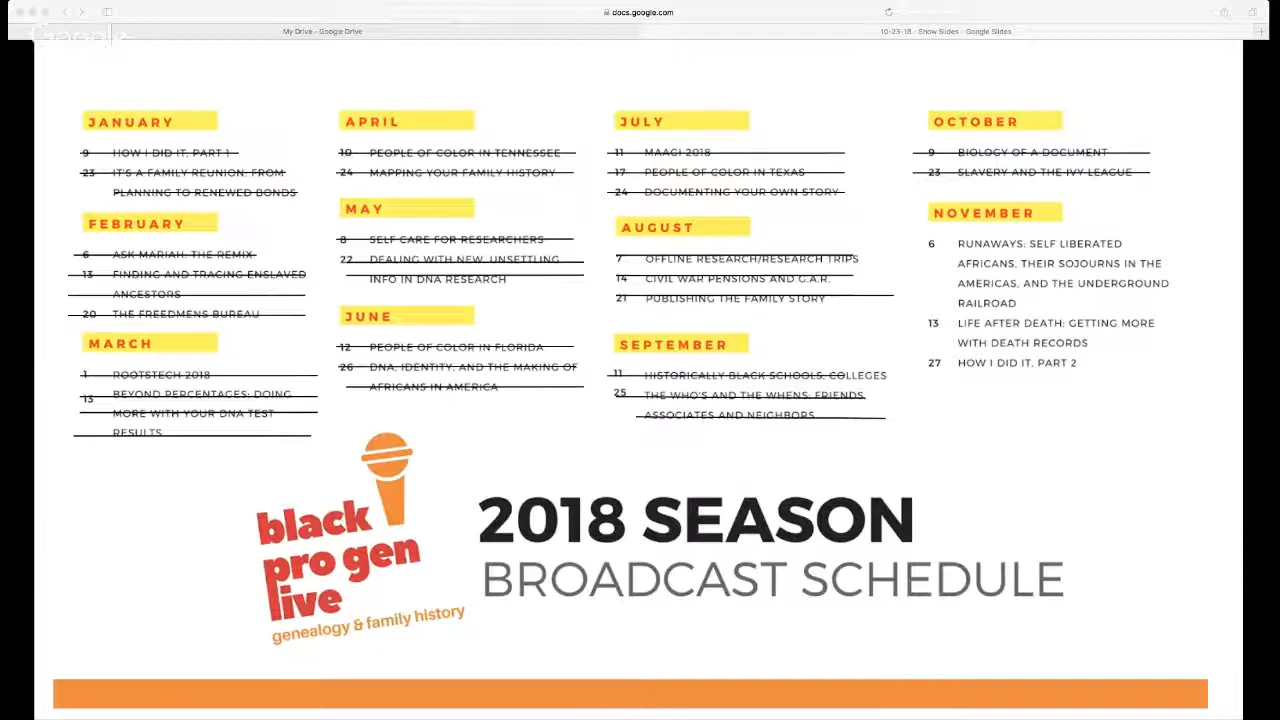 docs.google.com
My Drive - Google Drive
10-23-18 - Show Slides - Google Slides
Google
JANUARY
9 HOW I DID IT, PART 1
23 IT'S A FAMILY REUNION: FROM
PLANNING TO RENEWED BONDS
FEBRUARY
6 ASK MARIAH: THE REMIX
13 FINDING AND TRACING ENSLAVED
ANCESTORS
20 THE FREEDMENS BUREAU
MARCH
1 ROOTSTECH 2018
13 BEYOND PERCENTAGES: DOING
MORE WITH YOUR DNA TEST
RESULTS
APRIL
10 PEOPLE OF COLOR IN TENNESSEE
24 MAPPING YOUR FAMILY HISTORY
MAY
8 SELF CARE FOR RESEARCHERS
22 DEALING WITH NEW, UNSETTLING
INFO IN DNA RESEARCH
JUNE
12 PEOPLE OF COLOR IN FLORIDA
26 DNA, IDENTITY, AND THE MAKING OF
AFRICANS IN AMERICA
JULY
11 MAAGI 2018
17 PEOPLE OF COLOR IN TEXAS
24 DOCUMENTING YOUR OWN STORY
AUGUST
7 OFFLINE RESEARCH/RESEARCH TRIPS
14 CIVIL WAR PENSIONS AND G.A.R.
21 PUBLISHING THE FAMILY STORY
SEPTEMBER
11 HISTORICALLY BLACK SCHOOLS, COLLEGES
25 THE WHO'S AND THE WHENS: FRIENDS,
ASSOCIATES AND NEIGHBORS
OCTOBER
9 BIOLOGY OF A DOCUMENT
23 SLAVERY AND THE IVY LEAGUE
NOVEMBER
6 RUNAWAYS: SELF LIBERATED
AFRICANS, THEIR SOJOURNS IN THE
AMERICAS, AND THE UNDERGROUND
RAILROAD
13 LIFE AFTER DEATH: GETTING MORE
WITH DEATH RECORDS
27 HOW I DID IT, PART 2
black
pro gen
live
genealogy & family history
2018 SEASON
BROADCAST SCHEDULE